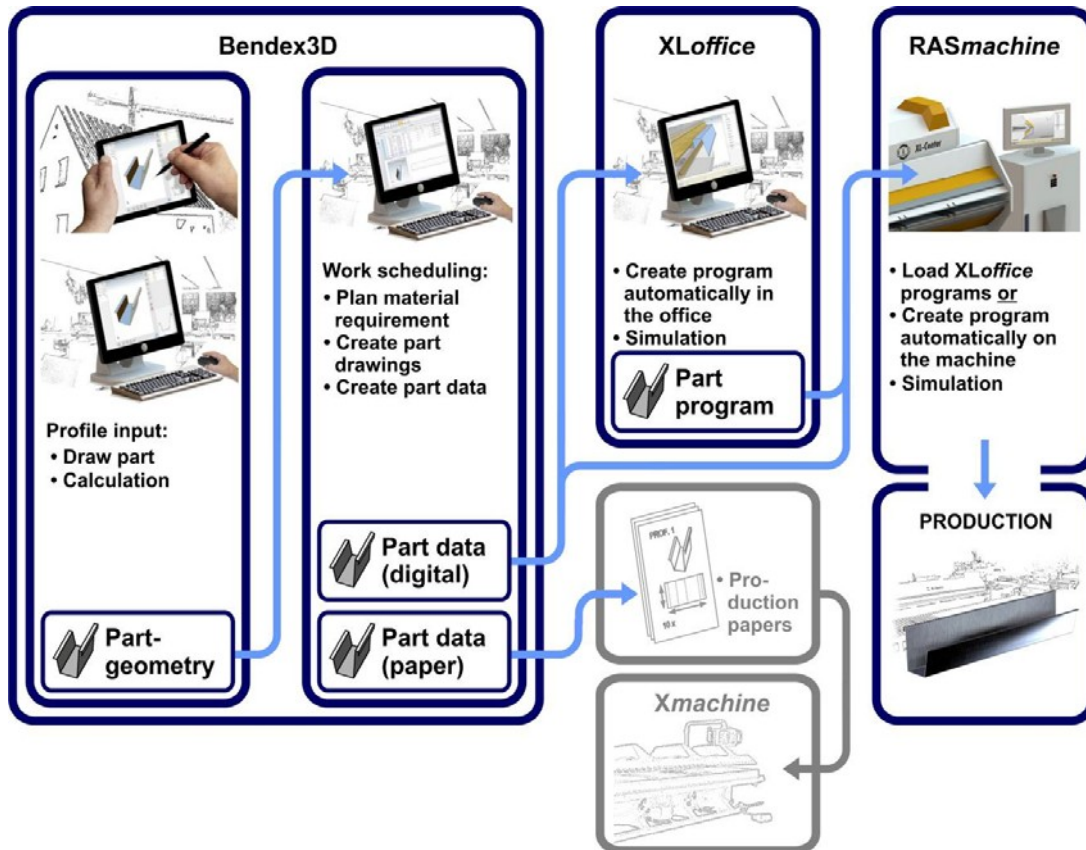 Bendex3D
Profile input:
• Draw part
• Calculation
Part-
geometry
Work scheduling:
• Plan material
requirement
• Create part
drawings
• Create part data
Part data
(digital)
Part data
(paper)
XLoffice
• Create program
automatically in
the office
• Simulation
Part
program
PROF. 1
10 x
• Pro-
duction
papers
Xmachine
RASmachine
XL-Center
• Load XLoffice
programs or
• Create program
automatically on
the machine
• Simulation
PRODUCTION